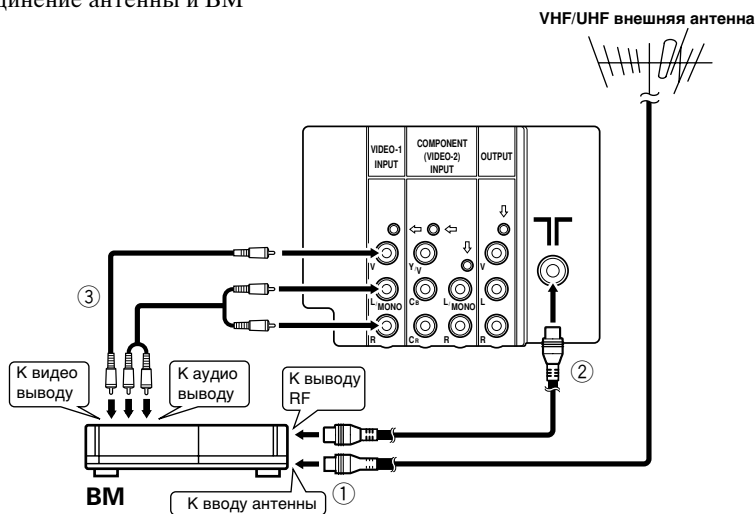 динение антенны и ВМ
VHF/UHF внешняя антенна
VIDEO-1
INPUT
COMPONENT
(VIDEO-2)
INPUT
OUTPUT
V
Y/V
V
L/MONO
CB
L/MONO
L
R
CR
R
R
③
②
К видео
выводу
К аудио
выводу
К выводу
RF
ВМ
К вводу антенны
①